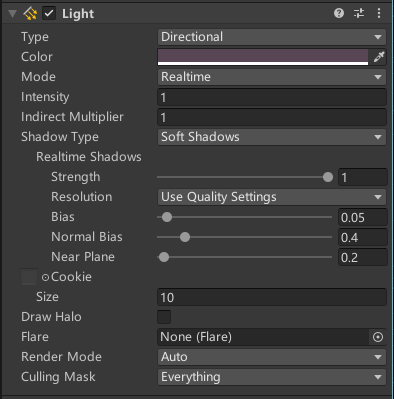 Light
Type Directional
Color
Mode Realtime
Intensity 1
Indirect Multiplier 1
Shadow Type Soft Shadows
Realtime Shadows
Strength 1
Resolution Use Quality Settings
Bias 0.05
Normal Bias 0.4
Near Plane 0.2
Cookie
Size 10
Draw Halo
Flare None (Flare)
Render Mode Auto
Culling Mask Everything